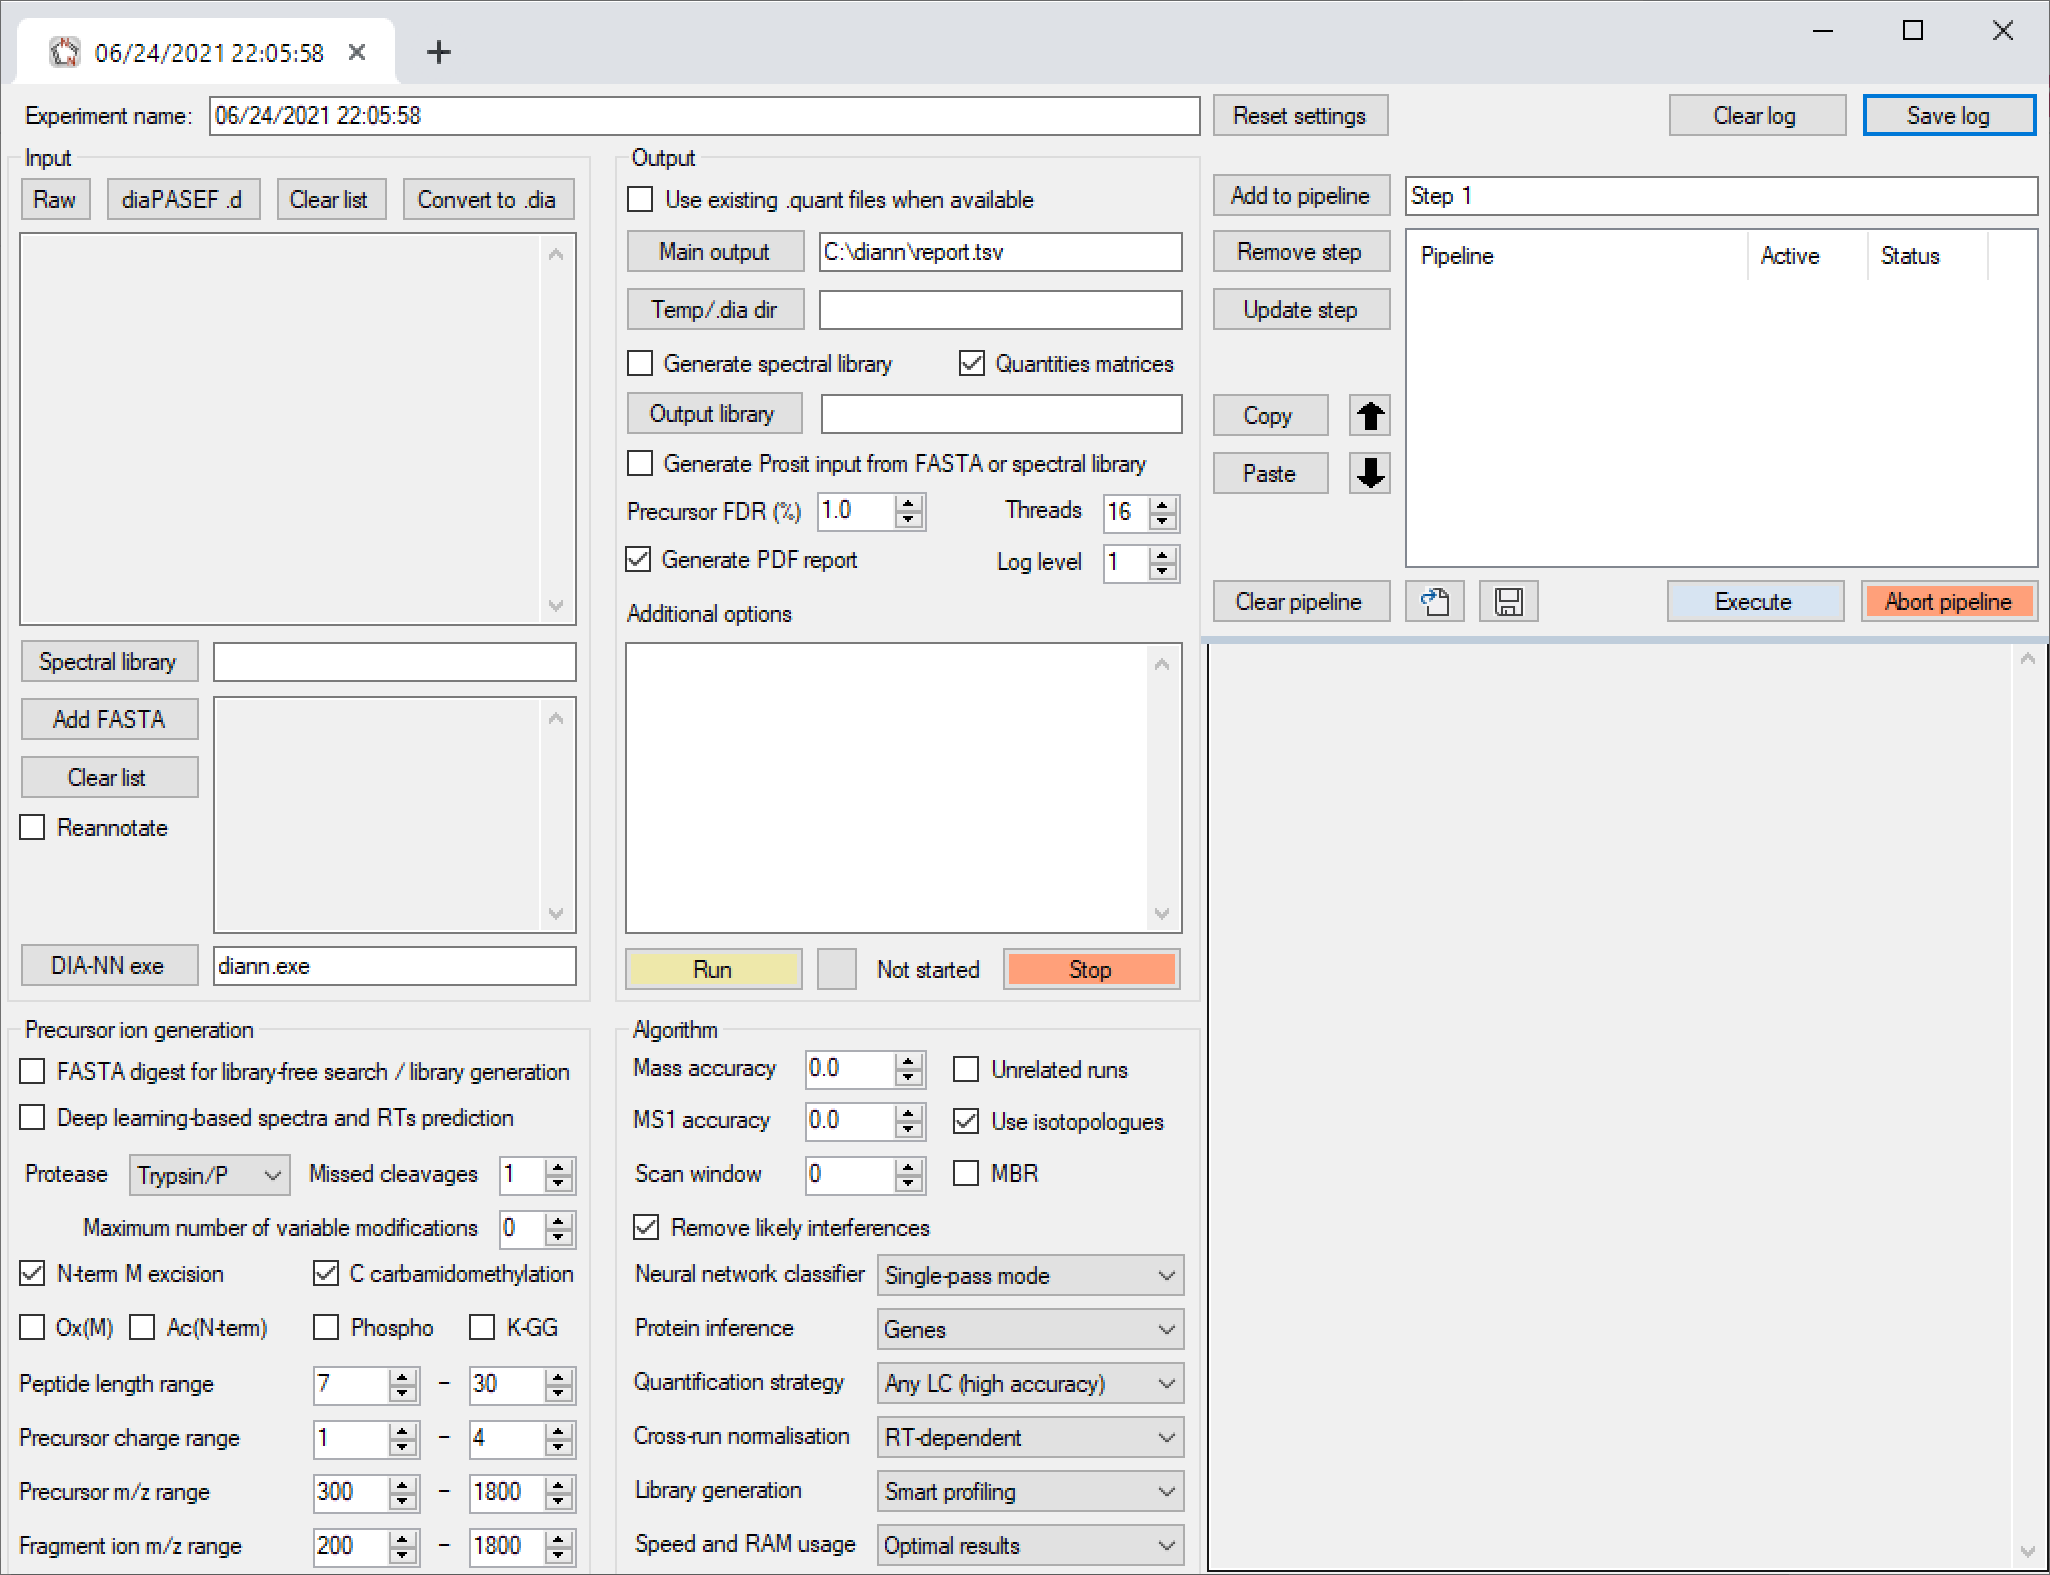 06/24/2021 22:05:58
Experiment name: 06/24/2021 22:05:58 Reset settings Clear log Save log
Input
Raw diaPASEF .d Clear list Convert to .dia
Spectral library
Add FASTA
Clear list
Reannotate
DIA-NN exe diann.exe
Output
Use existing .quant files when available
Main output C:\diann\report.tsv
Temp/.dia dir
Generate spectral library Quantities matrices
Output library
Generate Prosit input from FASTA or spectral library
Precursor FDR (%) 1.0 Threads 16
Generate PDF report Log level 1
Additional options
Run Not started Stop
Add to pipeline Step 1
Remove step
Update step
Pipeline Active Status
Copy
Paste
Clear pipeline Execute Abort pipeline
Precursor ion generation
FASTA digest for library-free search / library generation
Deep learning-based spectra and RTs prediction
Protease Trypsin/P Missed cleavages 1
Maximum number of variable modifications 0
N-term M excision C carbamidomethylation
Ox(M) Ac(N-term) Phospho K-GG
Peptide length range 7 - 30
Precursor charge range 1 - 4
Precursor m/z range 300 - 1800
Fragment ion m/z range 200 - 1800
Algorithm
Mass accuracy 0.0 Unrelated runs
MS1 accuracy 0.0 Use isotopologues
Scan window 0 MBR
Remove likely interferences
Neural network classifier Single-pass mode
Protein inference Genes
Quantification strategy Any LC (high accuracy)
Cross-run normalisation RT-dependent
Library generation Smart profiling
Speed and RAM usage Optimal results